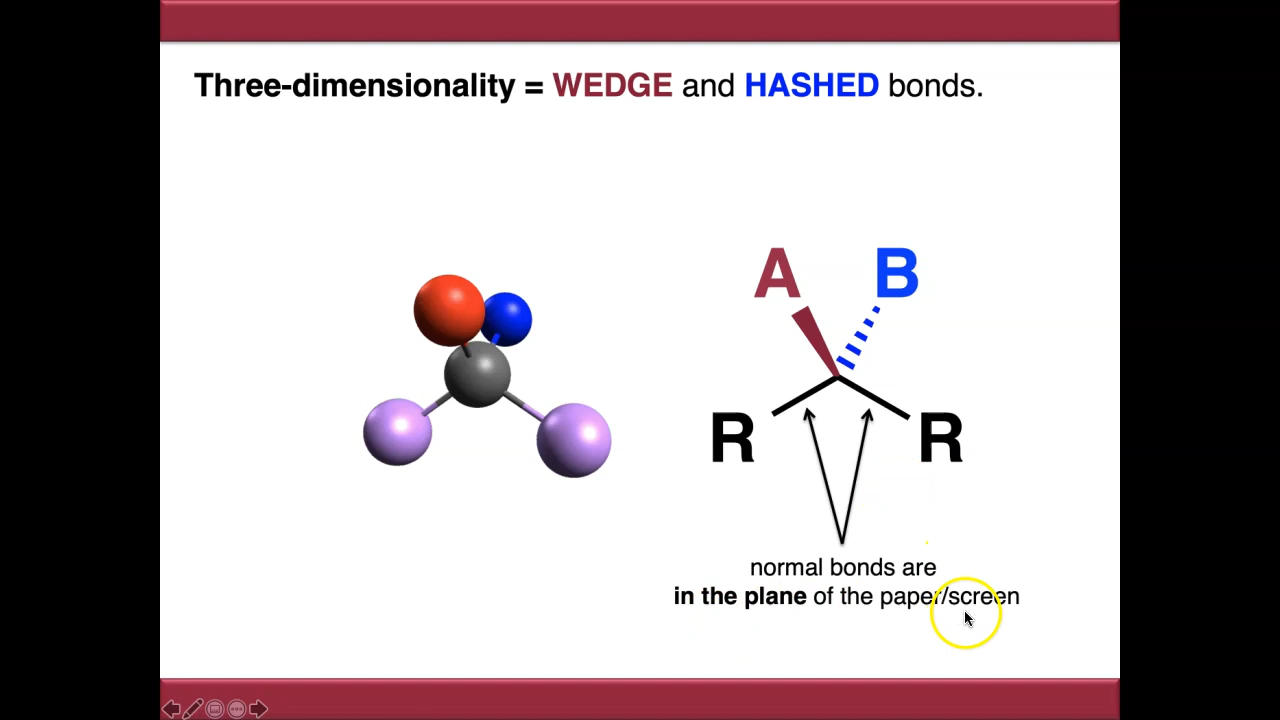 Three-dimensionality = WEDGE and HASHED bonds.
A B
R R
normal bonds are
in the plane of the paper/screen